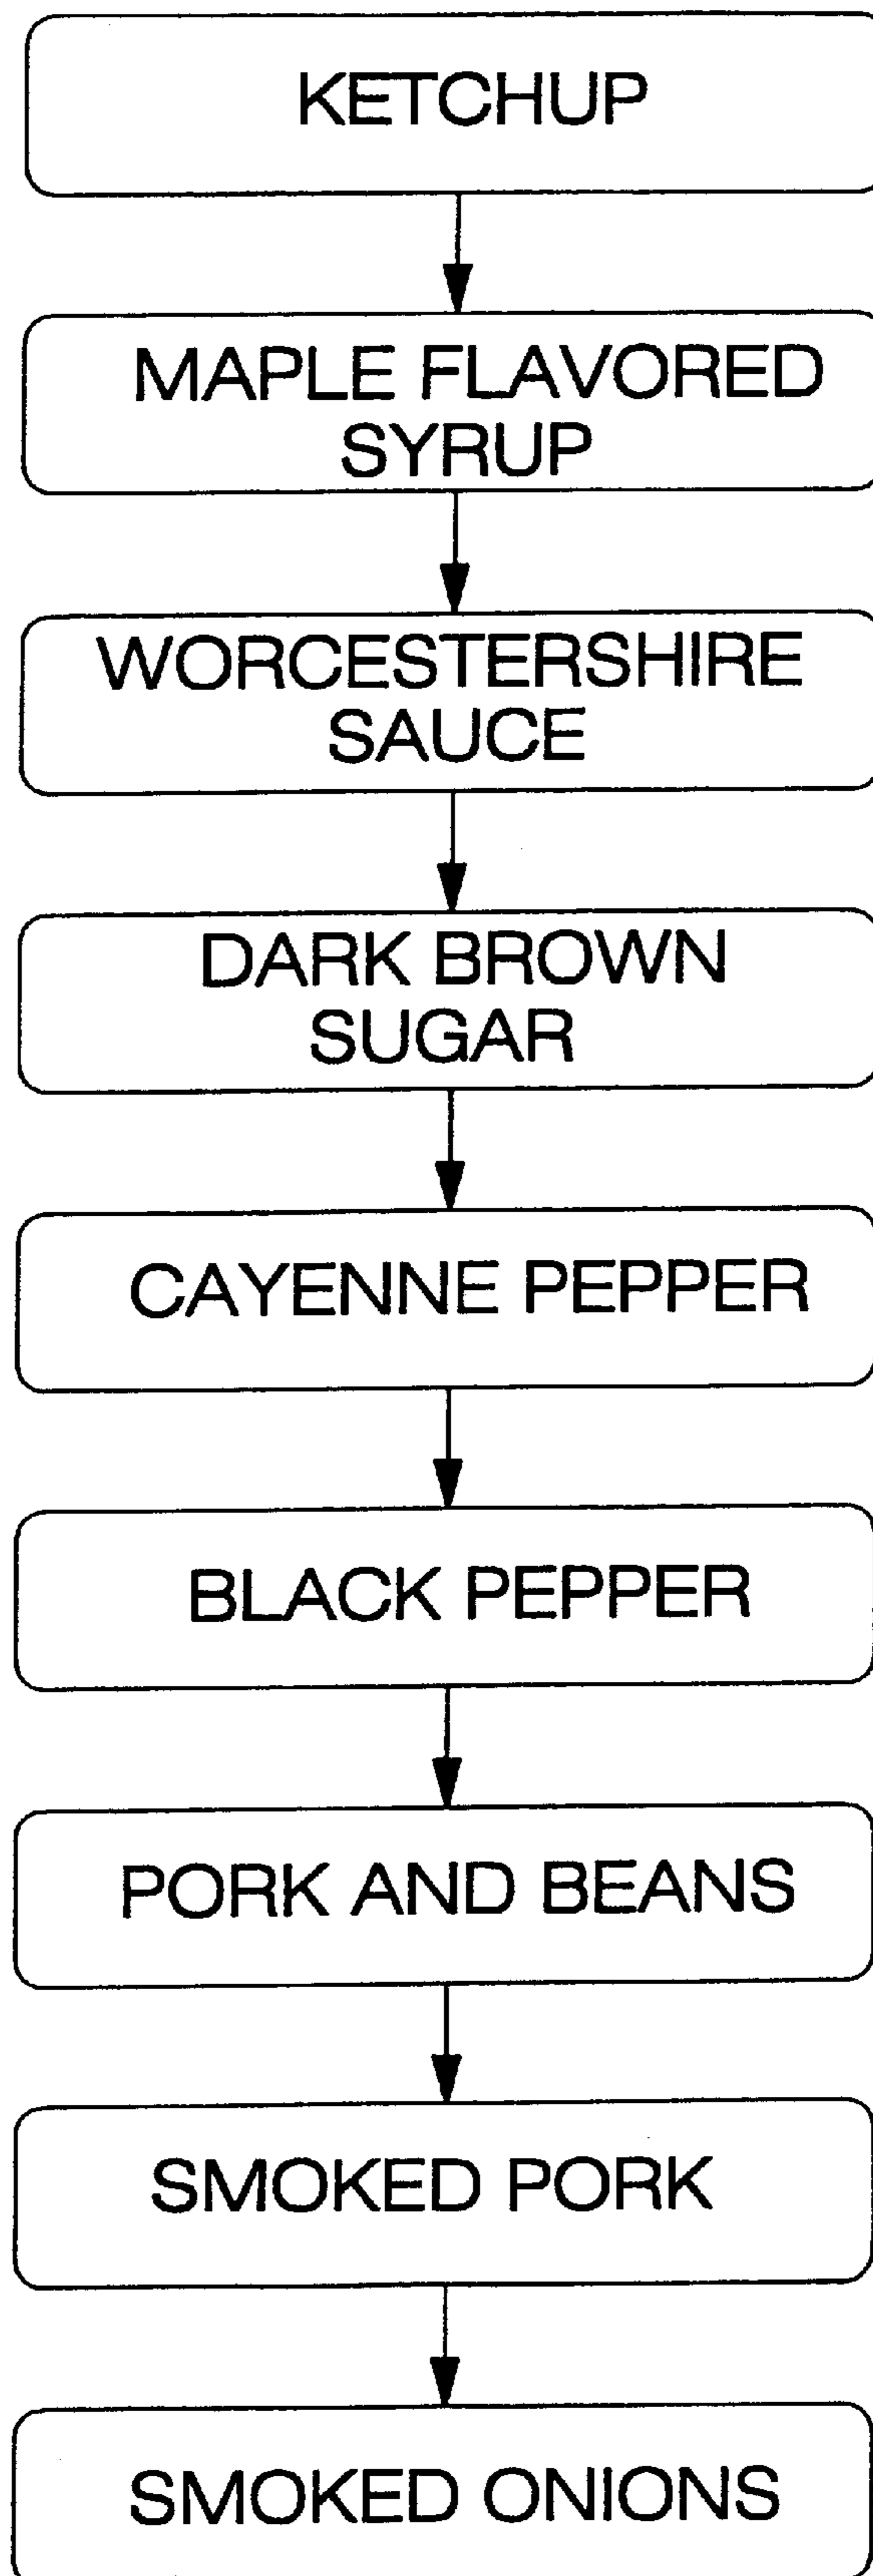 KETCHUP
MAPLE FLAVORED
SYRUP
WORCESTERSHIRE
SAUCE
DARK BROWN
SUGAR
CAYENNE PEPPER
BLACK PEPPER
PORK AND BEANS
SMOKED PORK
SMOKED ONIONS